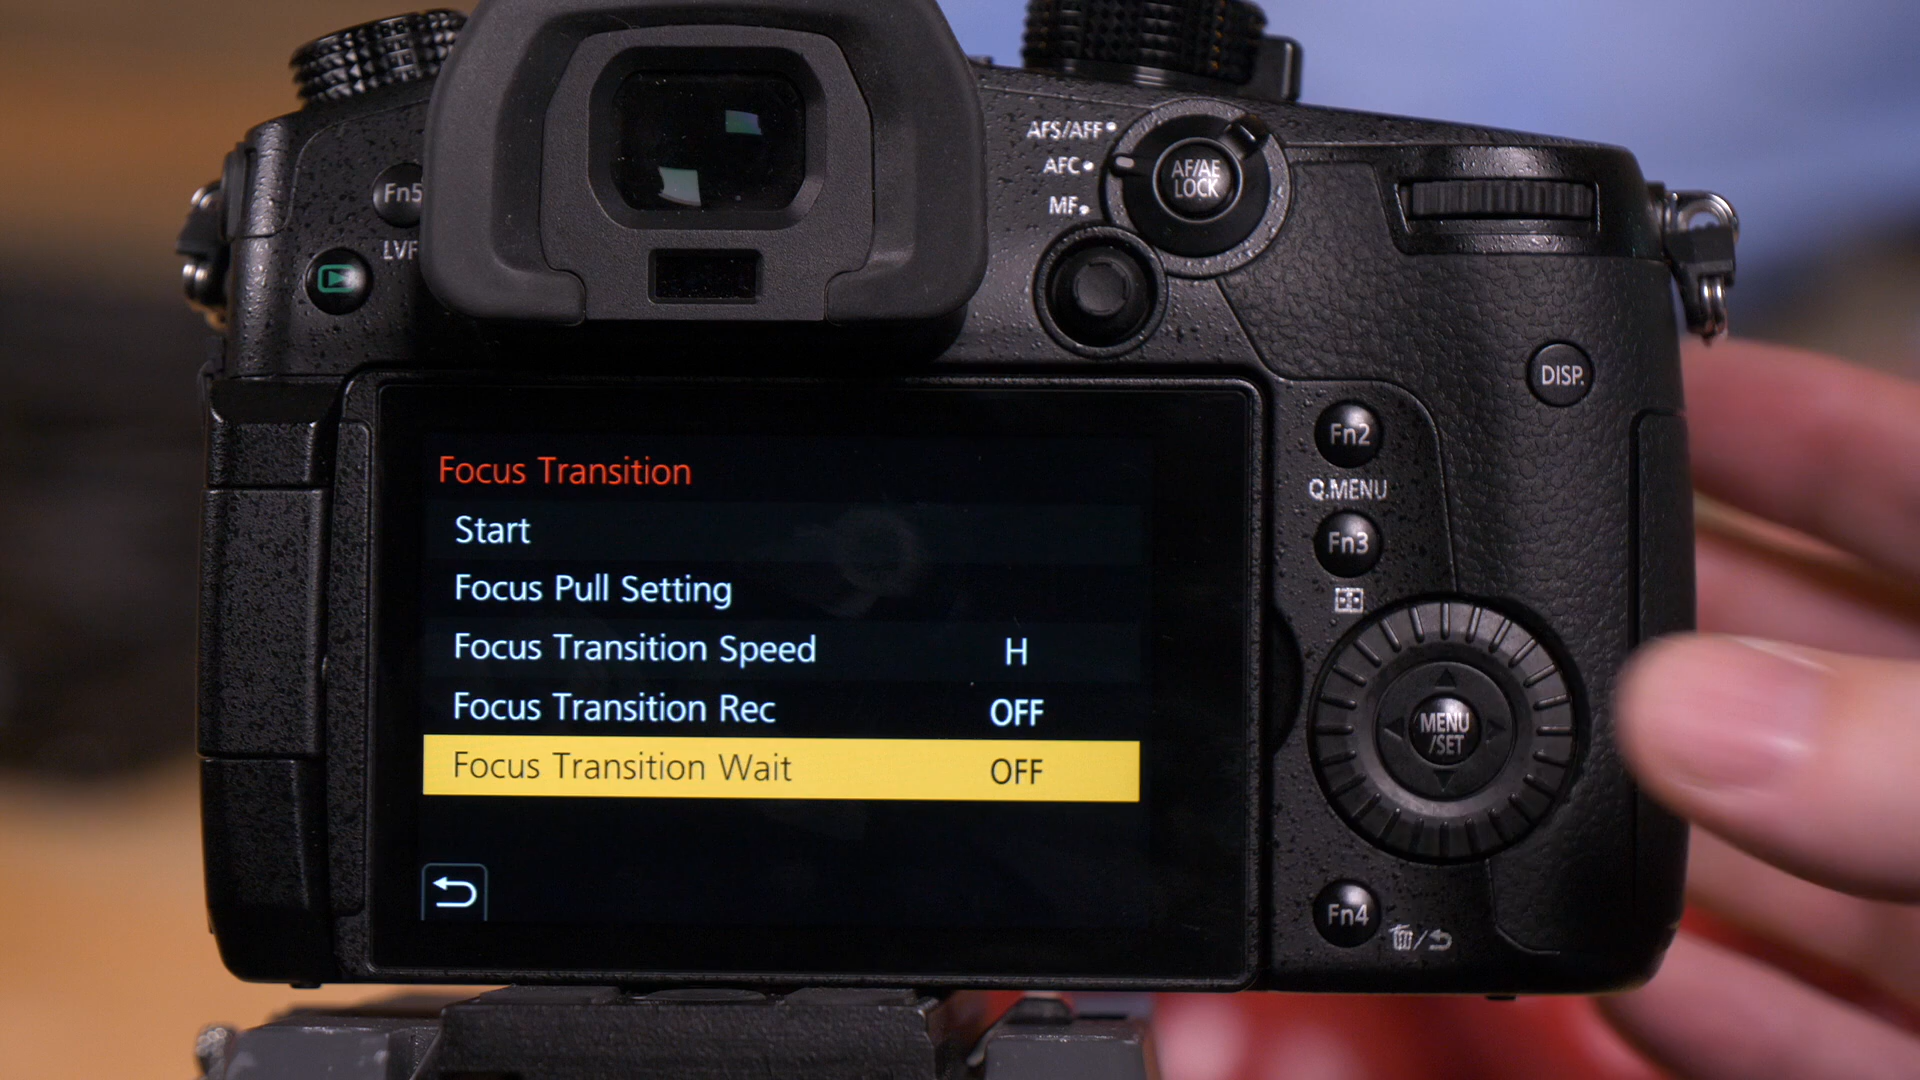 AFS/AFF
AFC
MF
AF/AE
LOCK
Fn5
LVF
DISP.
Fn2
Q.MENU
Fn3
Focus Transition
Start
Focus Pull Setting
Focus Transition Speed H
Focus Transition Rec OFF
Focus Transition Wait OFF
MENU
/SET
Fn4